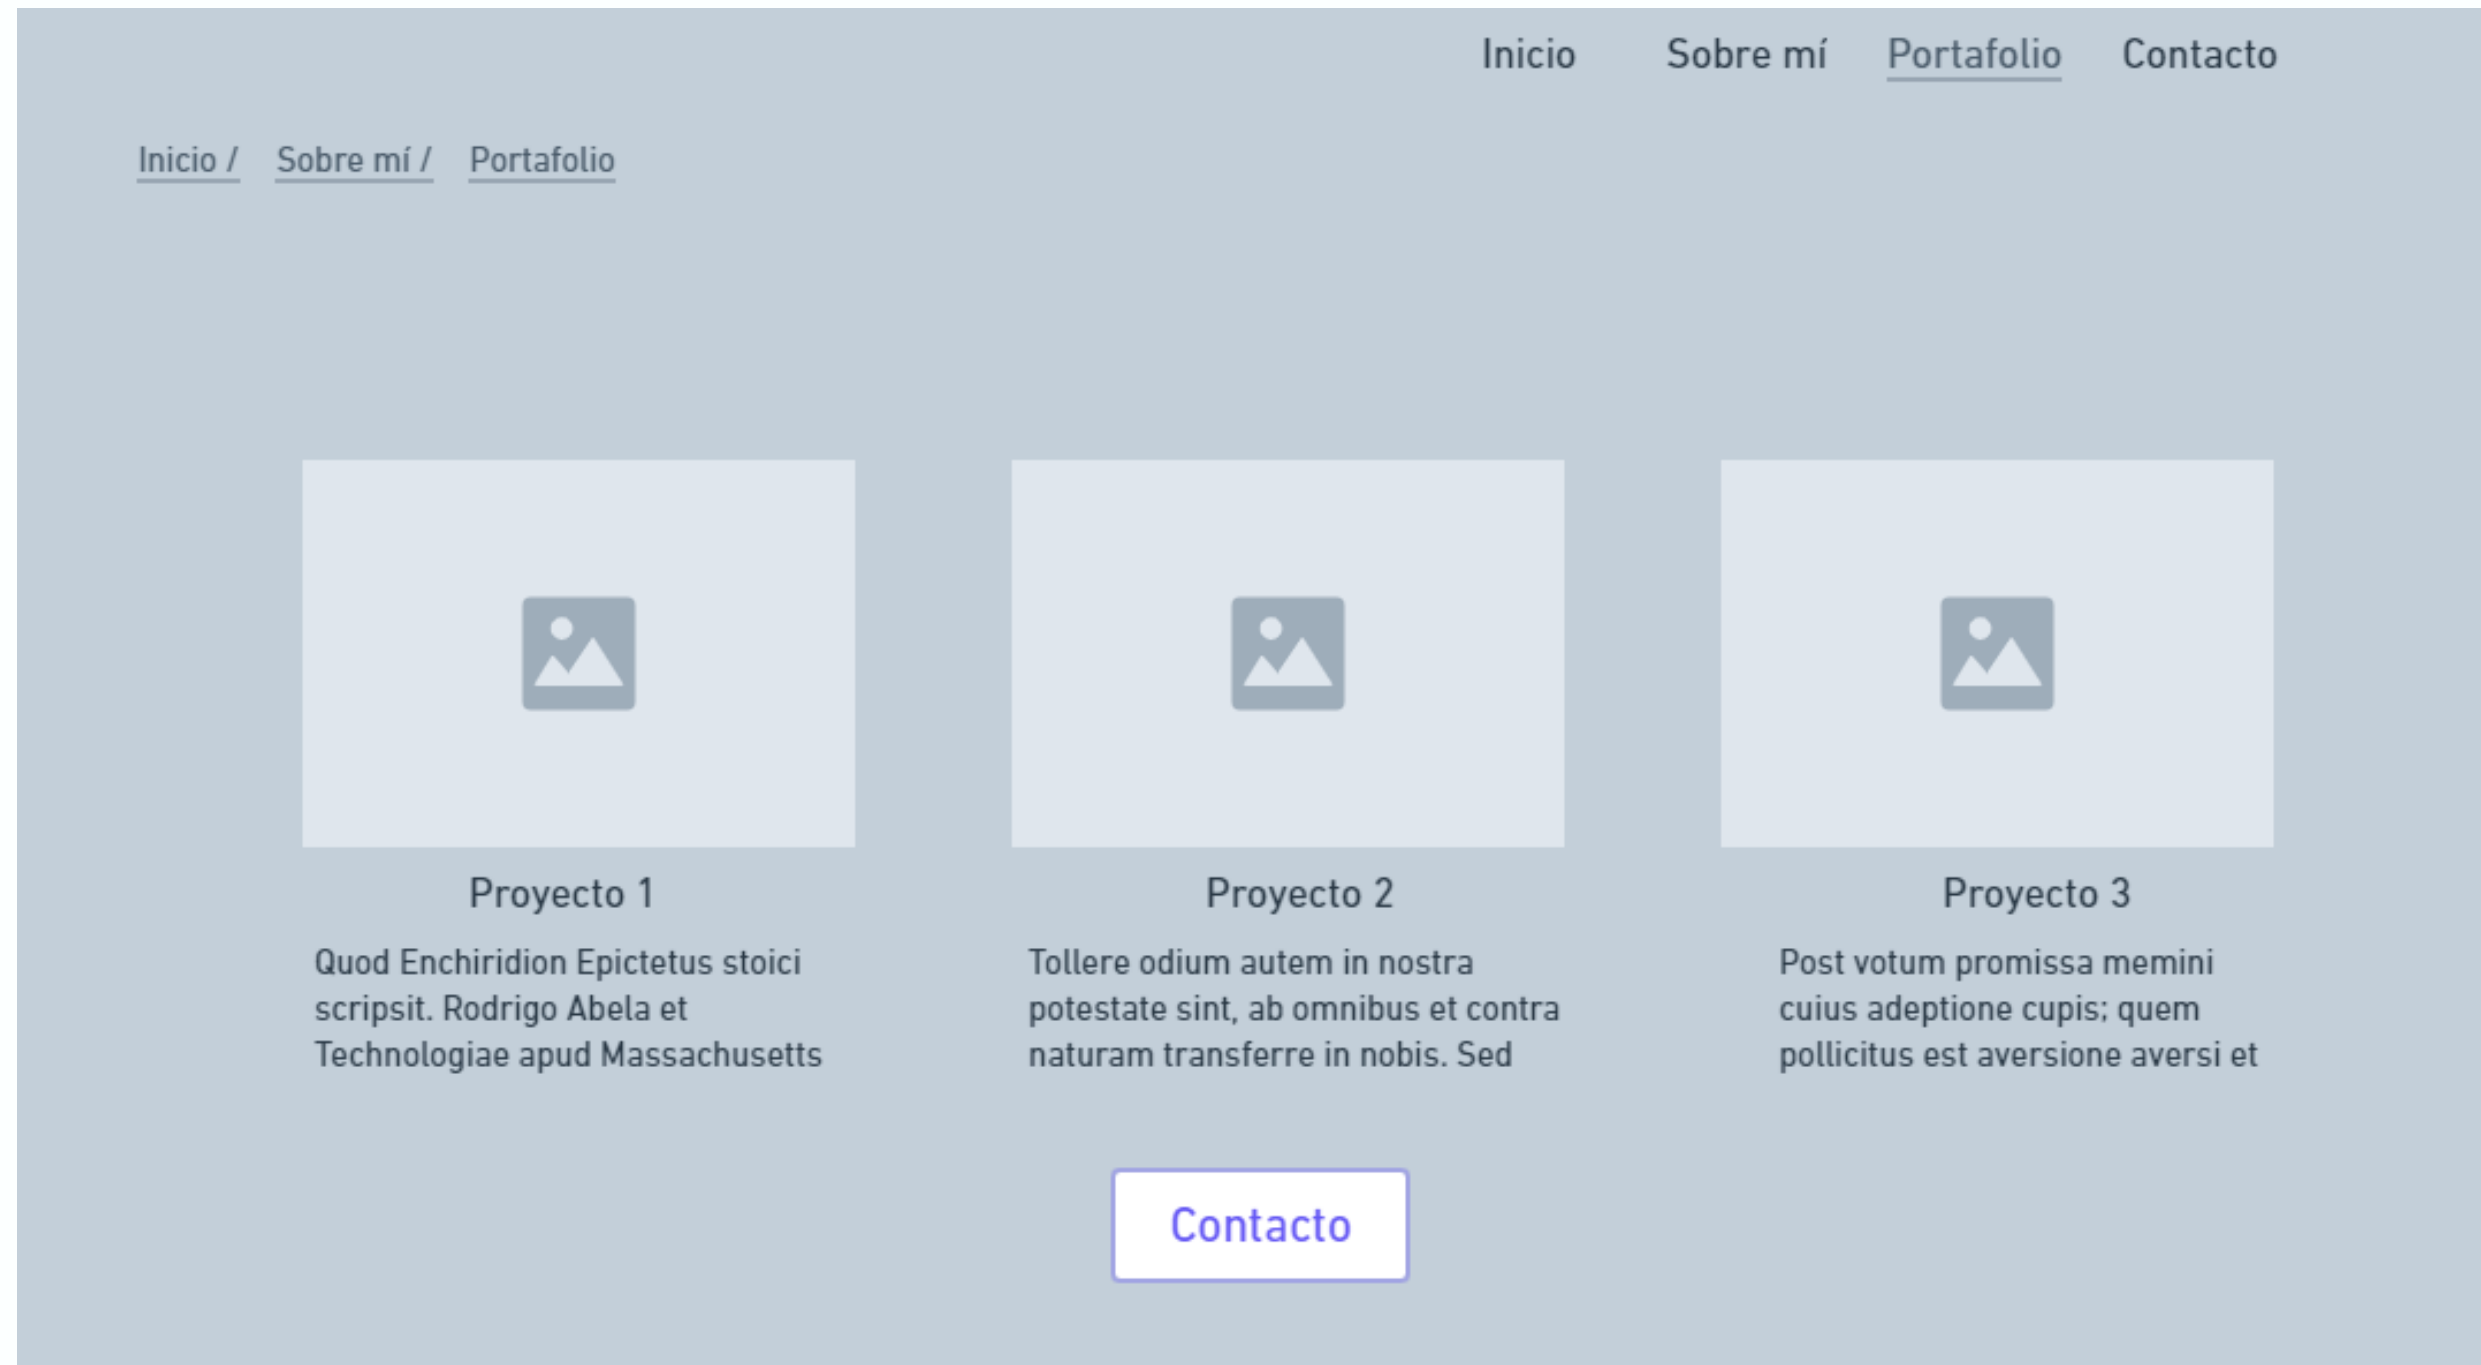 Inicio Sobre mí Portafolio Contacto
Inicio / Sobre mí / Portafolio
Proyecto 1
Quod Enchiridion Epictetus stoici
scripsit. Rodrigo Abela et
Technologiae apud Massachusetts
Proyecto 2
Tollere odium autem in nostra
potestate sint, ab omnibus et contra
naturam transferre in nobis. Sed
Proyecto 3
Post votum promissa memini
cuius adeptione cupis; quem
pollicitus est aversione aversi et
Contacto